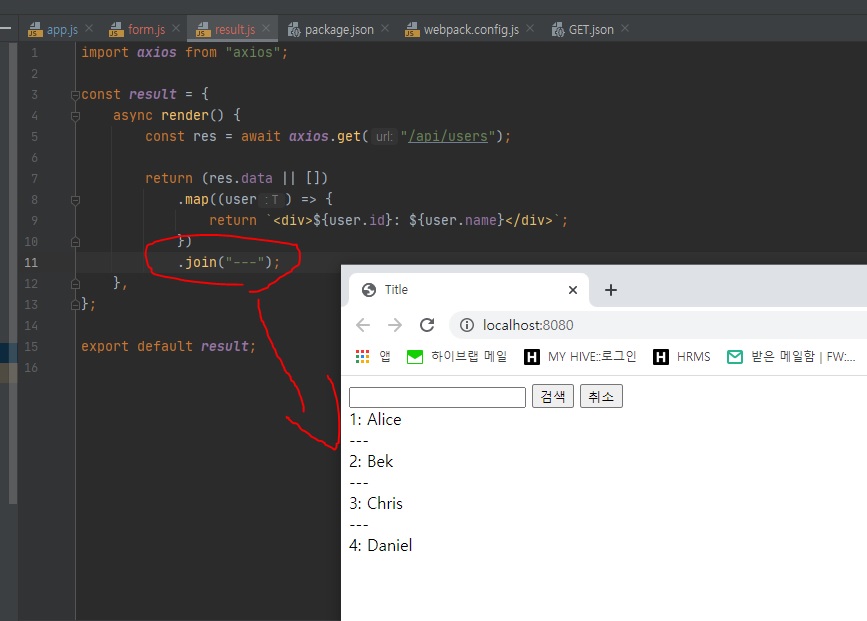 app.js form.js result.js package.json webpack.config.js GET.json
1 import axios from "axios";
2
3 const result = {
4 async render() {
5 const res = await axios.get( url: "/api/users");
6
7 return (res.data || [])
8 .map((user : T ) => {
9 return `<div>${user.id}: ${user.name}</div>`;
10 })
11 .join("---");
12 },
13 };
14
15 export default result;
16
Title
localhost:8080
앱 하이브랩 메일 MY HIVE::로그인 HRMS 받은 메일함 | FW:...
검색 취소
1: Alice
---
2: Bek
---
3: Chris
---
4: Daniel